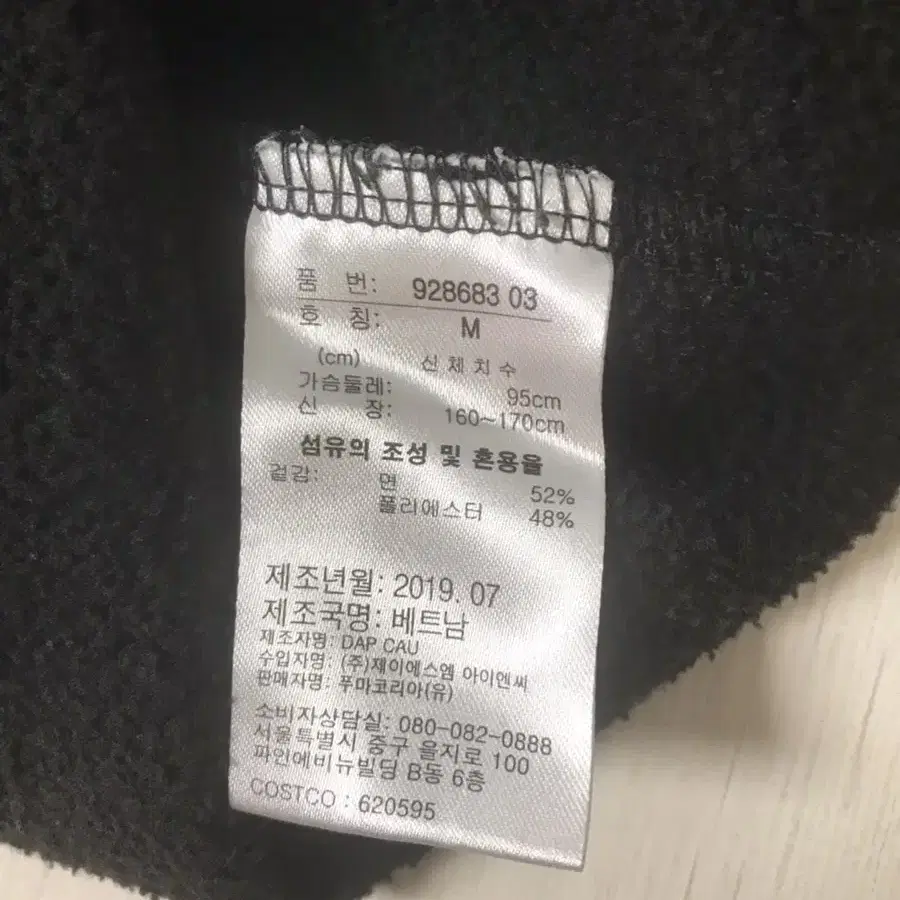 품 번: 928683 03
호 칭: M
(cm) 신체치수
가슴둘레: 95cm
신 장: 160~170cm
섬유의 조성 및 혼용율
겉감: 면 52%
폴리에스터 48%
제조년월: 2019. 07
제조국명: 베트남
제조자명: DAP CAU
수입자명: (주)제이에스엠 아이엔씨
판매자명: 푸마코리아(유)
소비자상담실: 080-082-0888
서울특별시 중구 을지로 100
파인에비뉴빌딩 B동 6층
COSTCO : 620595